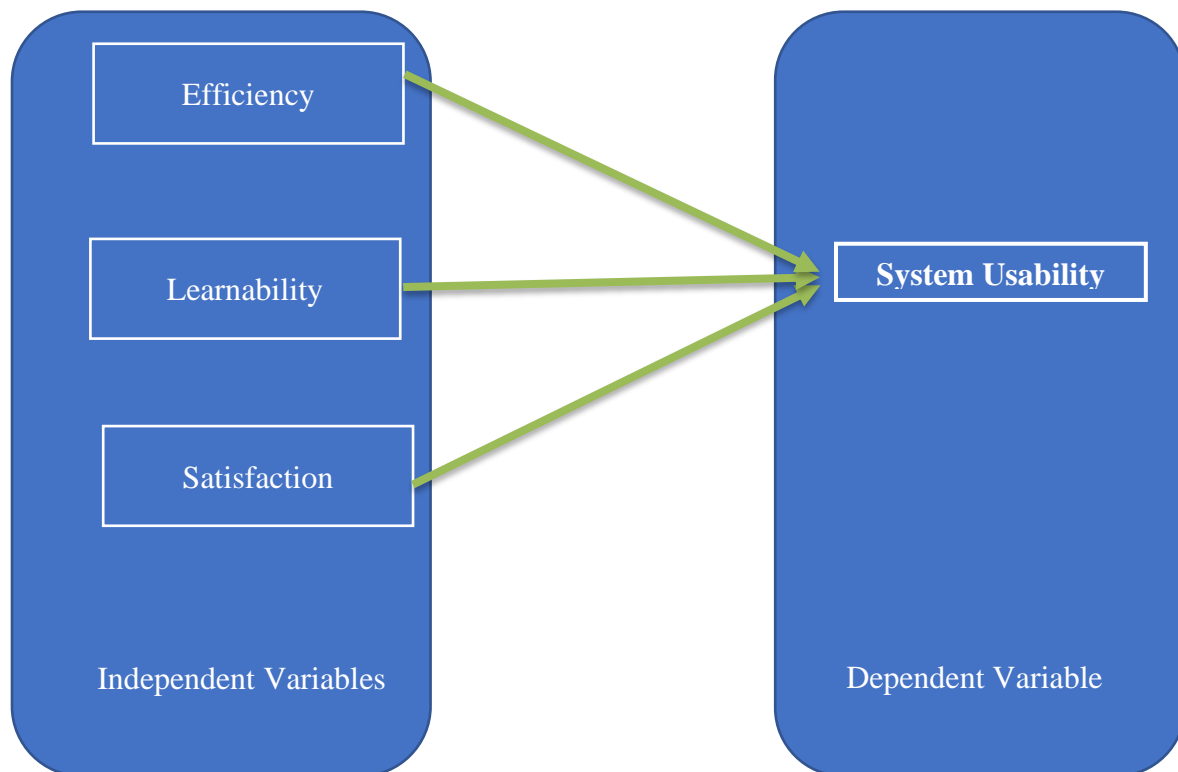 Efficiency
Learnability
Satisfaction
Independent Variables
System Usability
Dependent Variable